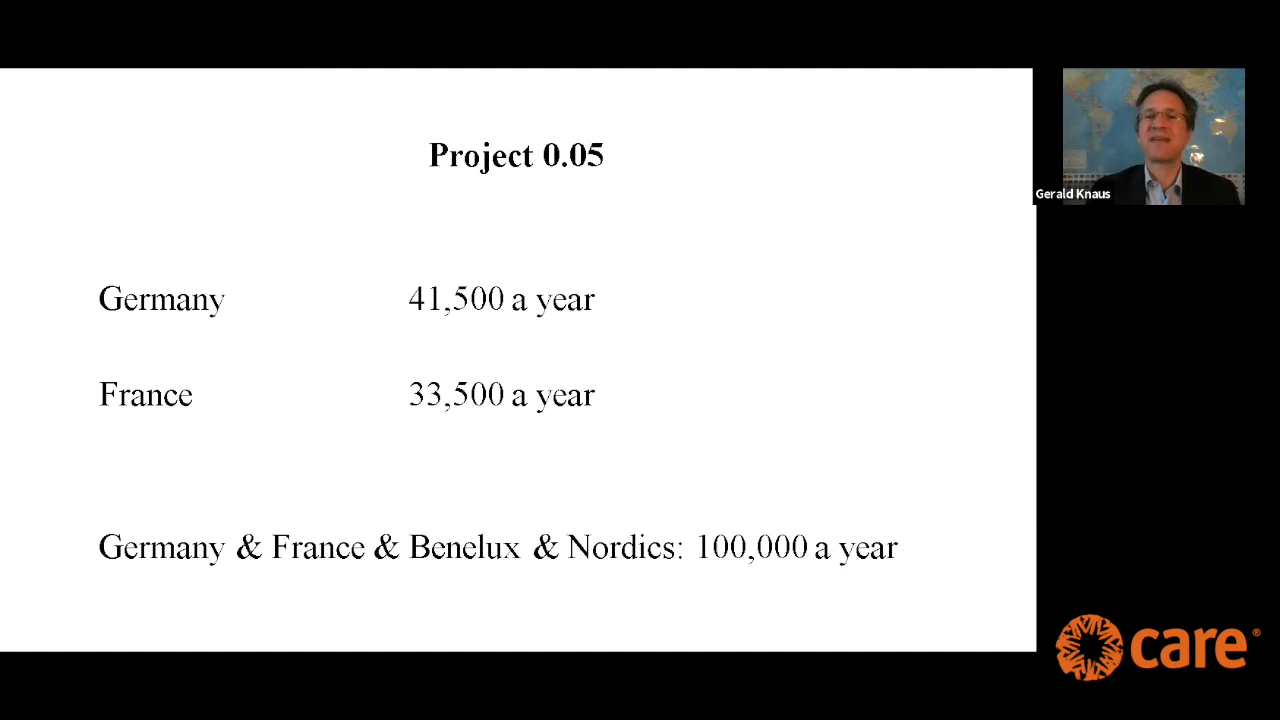 Project 0.05
Germany 41,500 a year
France 33,500 a year
Germany & France & Benelux & Nordics: 100,000 a year
Gerald Knaus
care®